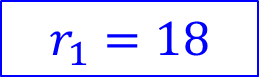 r₁ = 18